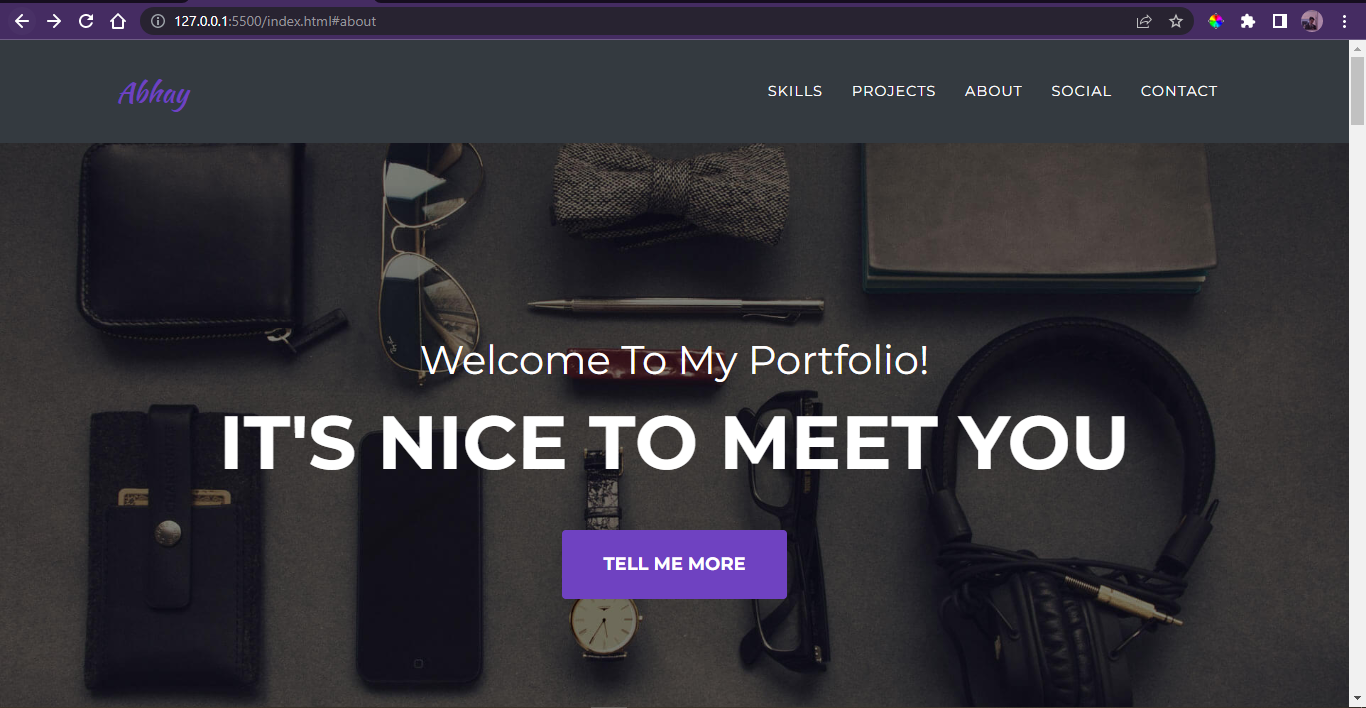 127.0.0.1:5500/index.html#about
Abhay
SKILLS PROJECTS ABOUT SOCIAL CONTACT
Welcome To My Portfolio!
IT'S NICE TO MEET YOU
TELL ME MORE